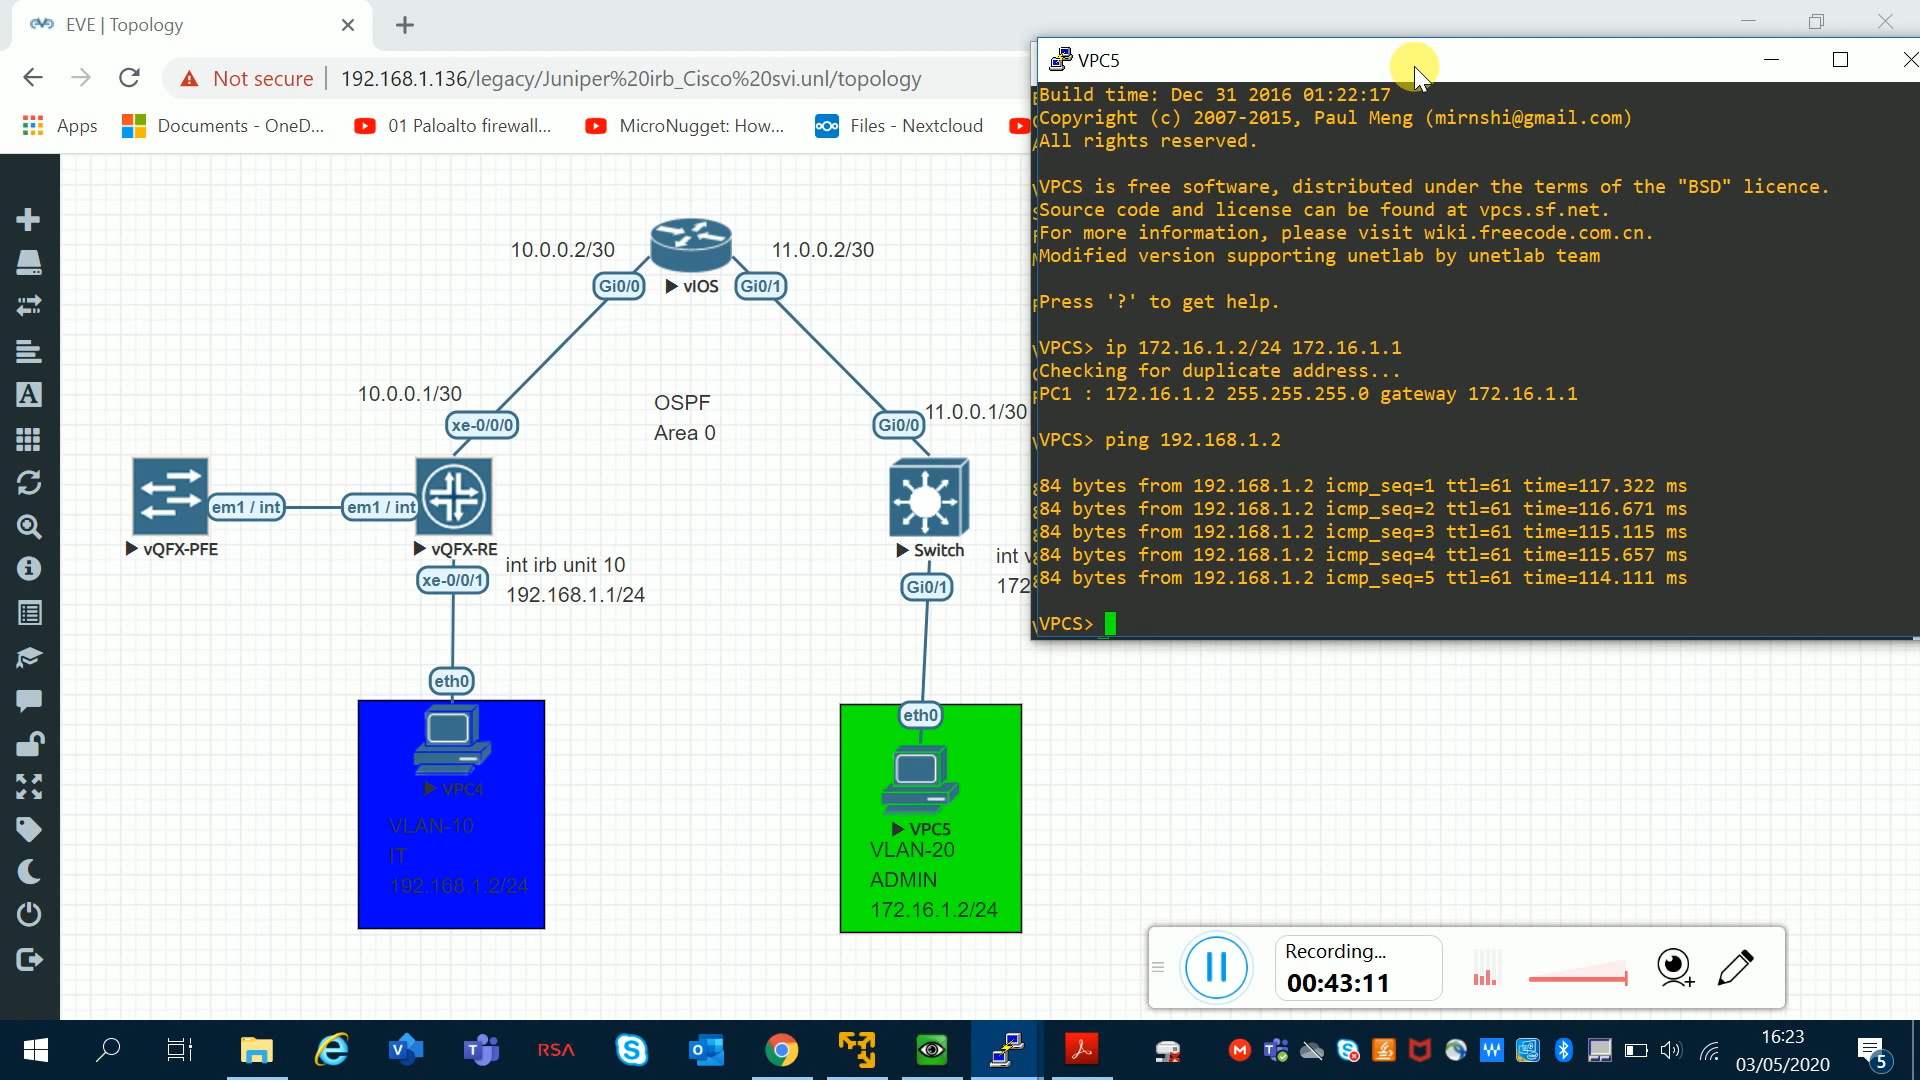 EVE | Topology
Not secure
192.168.1.136/legacy/Juniper%20irb_Cisco%20svi.unl/topology
Apps
Documents - OneD...
01 Paloalto firewall...
MicroNugget: How...
Files - Nextcloud
VPC5
Build time: Dec 31 2016 01:22:17
Copyright (c) 2007-2015, Paul Meng (mirnshi@gmail.com)
All rights reserved.
VPCS is free software, distributed under the terms of the "BSD" licence.
Source code and license can be found at vpcs.sf.net.
For more information, please visit wiki.freecode.com.cn.
Modified version supporting unetlab by unetlab team
Press '?' to get help.
VPCS> ip 172.16.1.2/24 172.16.1.1
Checking for duplicate address...
PC1 : 172.16.1.2 255.255.255.0 gateway 172.16.1.1
VPCS> ping 192.168.1.2
84 bytes from 192.168.1.2 icmp_seq=1 ttl=61 time=117.322 ms
84 bytes from 192.168.1.2 icmp_seq=2 ttl=61 time=116.671 ms
84 bytes from 192.168.1.2 icmp_seq=3 ttl=61 time=115.115 ms
84 bytes from 192.168.1.2 icmp_seq=4 ttl=61 time=115.657 ms
84 bytes from 192.168.1.2 icmp_seq=5 ttl=61 time=114.111 ms
VPCS>
10.0.0.2/30
11.0.0.2/30
Gi0/0
vIOS
Gi0/1
10.0.0.1/30
OSPF
Area 0
xe-0/0/0
Gi0/0
11.0.0.1/30
em1 / int
em1 / int
vQFX-PFE
vQFX-RE
Switch
int irb unit 10
192.168.1.1/24
xe-0/0/1
Gi0/1
int v
172
eth0
eth0
VPC4
VLAN-10
IT
192.168.1.2/24
VPC5
VLAN-20
ADMIN
172.16.1.2/24
Recording...
00:43:11
RSA
16:23
03/05/2020
5